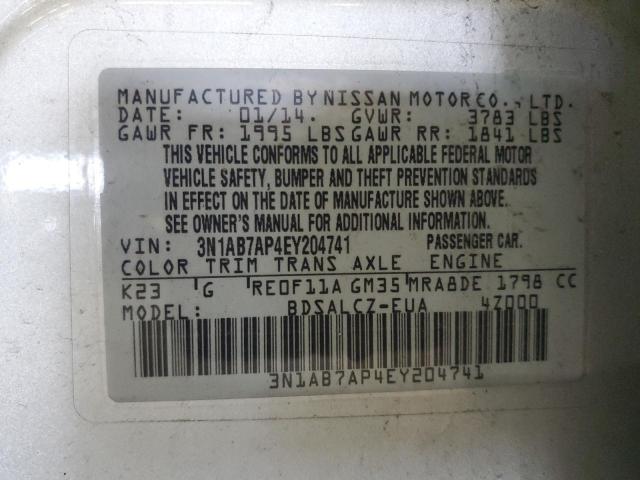 MANUFACTURED BY NISSAN MOTOR CO., LTD.
DATE: 01/14. GVWR: 3783 LBS
GAWR FR: 1995 LBS GAWR RR: 1841 LBS
THIS VEHICLE CONFORMS TO ALL APPLICABLE FEDERAL MOTOR
VEHICLE SAFETY, BUMPER AND THEFT PREVENTION STANDARDS
IN EFFECT ON THE DATE OF MANUFACTURE SHOWN ABOVE.
SEE OWNER'S MANUAL FOR ADDITIONAL INFORMATION.
VIN: 3N1AB7AP4EY204741 PASSENGER CAR.
COLOR TRIM TRANS AXLE ENGINE
K23 G RE0F11A GM35 MRA8DE 1798 CC
MODEL: BDSALCZ-EUA 4Z000
3N1AB7AP4EY204741